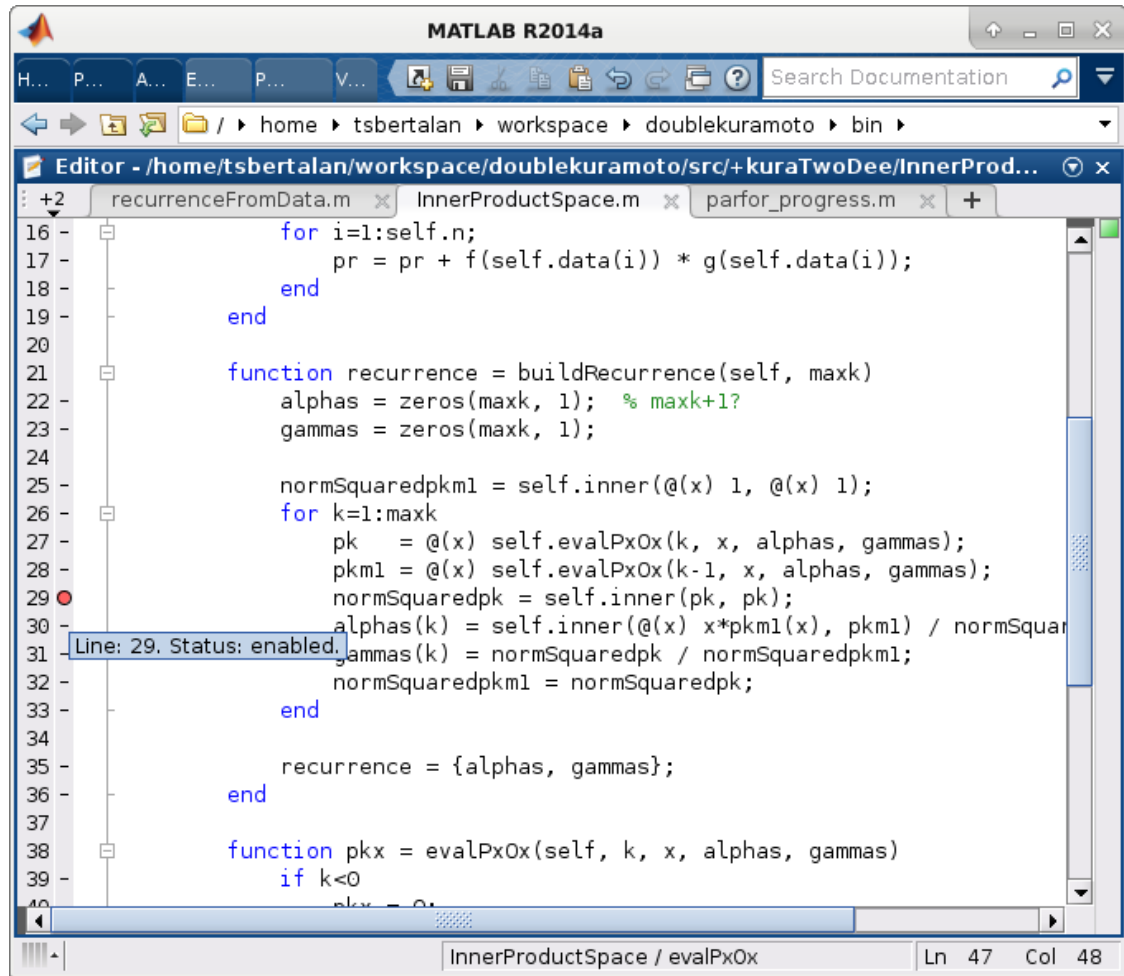 MATLAB R2014a
H... P... A... E... P... V... Search Documentation
/ home tsbertalan workspace doublekuramoto bin
Editor - /home/tsbertalan/workspace/doublekuramoto/src/+kuraTwoDee/InnerProd...
+2 recurrenceFromData.m InnerProductSpace.m parfor_progress.m +
16 - for i=1:self.n;
17 - pr = pr + f(self.data(i)) * g(self.data(i));
18 - end
19 - end
20
21 function recurrence = buildRecurrence(self, maxk)
22 - alphas = zeros(maxk, 1); % maxk+1?
23 - gammas = zeros(maxk, 1);
24
25 - normSquaredpkm1 = self.inner(@(x) 1, @(x) 1);
26 - for k=1:maxk
27 - pk = @(x) self.evalPxOx(k, x, alphas, gammas);
28 - pkm1 = @(x) self.evalPxOx(k-1, x, alphas, gammas);
29 normSquaredpk = self.inner(pk, pk);
30 - alphas(k) = self.inner(@(x) x*pkm1(x), pkm1) / normSquar
Line: 29. Status: enabled.
31 - gammas(k) = normSquaredpk / normSquaredpkm1;
32 - normSquaredpkm1 = normSquaredpk;
33 - end
34
35 - recurrence = {alphas, gammas};
36 - end
37
38 function pkx = evalPxOx(self, k, x, alphas, gammas)
39 - if k<0
40 pkx = 0;
InnerProductSpace / evalPxOx Ln 47 Col 48